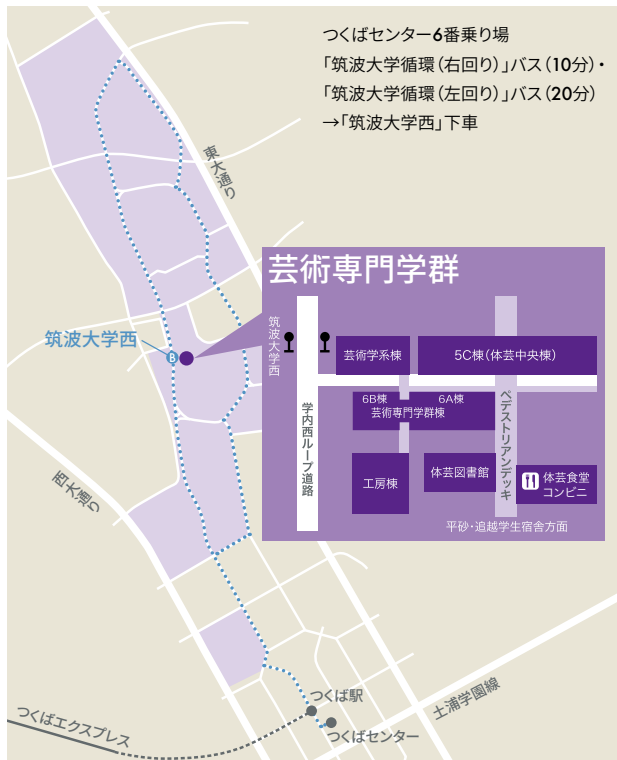 つくばセンター6番乗り場
「筑波大学循環（右回り）」バス（10分）・
「筑波大学循環（左回り）」バス（20分）
→「筑波大学西」下車
東大通り
芸術専門学群
筑波大学西
筑波大学西
B
芸術学系棟
5C棟（体芸中央棟）
6B棟
6A棟
芸術専門学群棟
学内西ループ道路
ペデストリアンデッキ
工房棟
体芸図書館
体芸食堂
コンビニ
平砂・追越学生宿舎方面
西大通り
つくば駅
土浦学園線
つくばエクスプレス
つくばセンター